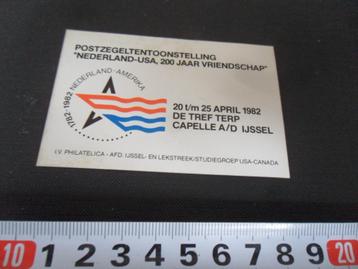 POSTZEGELTENTOONSTELLING
"NEDERLAND-USA, 200 JAAR VRIENDSCHAP"
1782-1982 NEDERLAND-AMERIKA
20 t/m 25 APRIL 1982
DE TREF TERP
CAPELLE A/D IJSSEL
I.V. PHILATELICA - AFD. IJSSEL- EN LEKSTREEK/STUDIEGROEP USA-CANADA
10 1 2 3 4 5 6 7 8 9 20